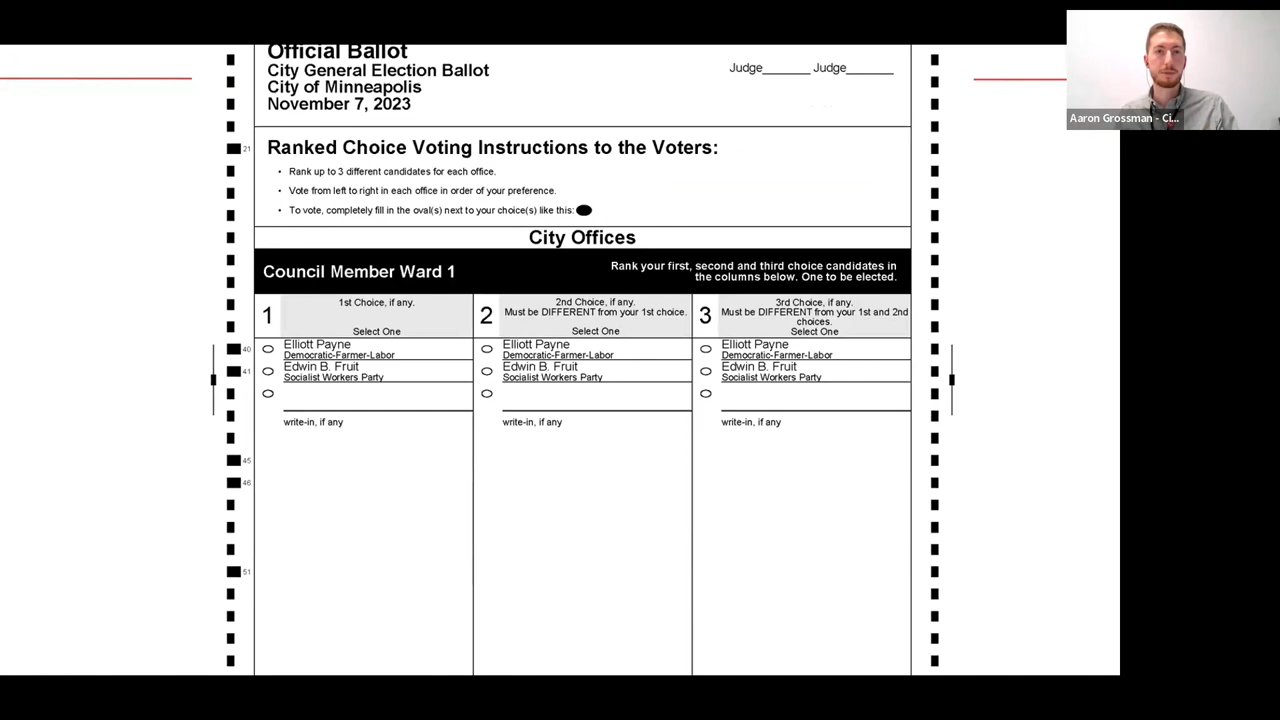 Official Ballot
City General Election Ballot
City of Minneapolis
November 7, 2023
Judge_______ Judge_______
21
Ranked Choice Voting Instructions to the Voters:
• Rank up to 3 different candidates for each office.
• Vote from left to right in each office in order of your preference.
• To vote, completely fill in the oval(s) next to your choice(s) like this:
City Offices
Council Member Ward 1
Rank your first, second and third choice candidates in
the columns below. One to be elected.
1
1st Choice, if any.
Select One
2
2nd Choice, if any.
Must be DIFFERENT from your 1st choice.
Select One
3
3rd Choice, if any.
Must be DIFFERENT from your 1st and 2nd
choices.
Select One
40
Elliott Payne
Democratic-Farmer-Labor
41
Edwin B. Fruit
Socialist Workers Party
write-in, if any
Elliott Payne
Democratic-Farmer-Labor
Edwin B. Fruit
Socialist Workers Party
write-in, if any
Elliott Payne
Democratic-Farmer-Labor
Edwin B. Fruit
Socialist Workers Party
write-in, if any
45
46
51
Aaron Grossman - Ci...